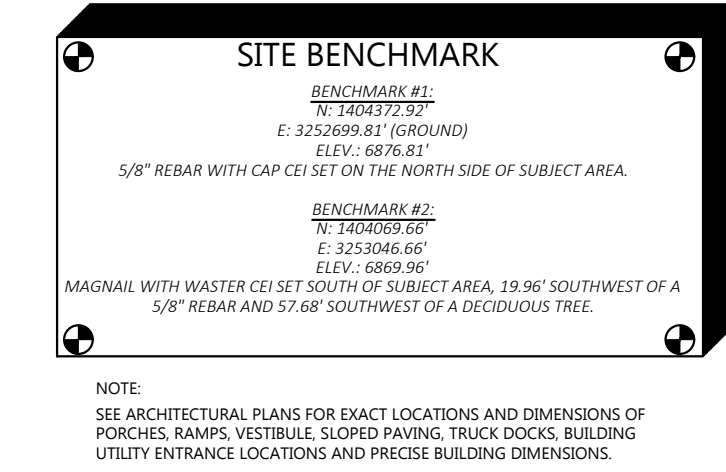 SITE BENCHMARK
BENCHMARK #1:
N: 1404372.92'
E: 3252699.81' (GROUND)
ELEV.: 6876.81'
5/8" REBAR WITH CAP CEI SET ON THE NORTH SIDE OF SUBJECT AREA.
BENCHMARK #2:
N: 1404069.66'
E: 3253046.66'
ELEV.: 6869.96'
MAGNAIL WITH WASTER CEI SET SOUTH OF SUBJECT AREA, 19.96' SOUTHWEST OF A
5/8" REBAR AND 57.68' SOUTHWEST OF A DECIDUOUS TREE.
NOTE:
SEE ARCHITECTURAL PLANS FOR EXACT LOCATIONS AND DIMENSIONS OF
PORCHES, RAMPS, VESTIBULE, SLOPED PAVING, TRUCK DOCKS, BUILDING
UTILITY ENTRANCE LOCATIONS AND PRECISE BUILDING DIMENSIONS.